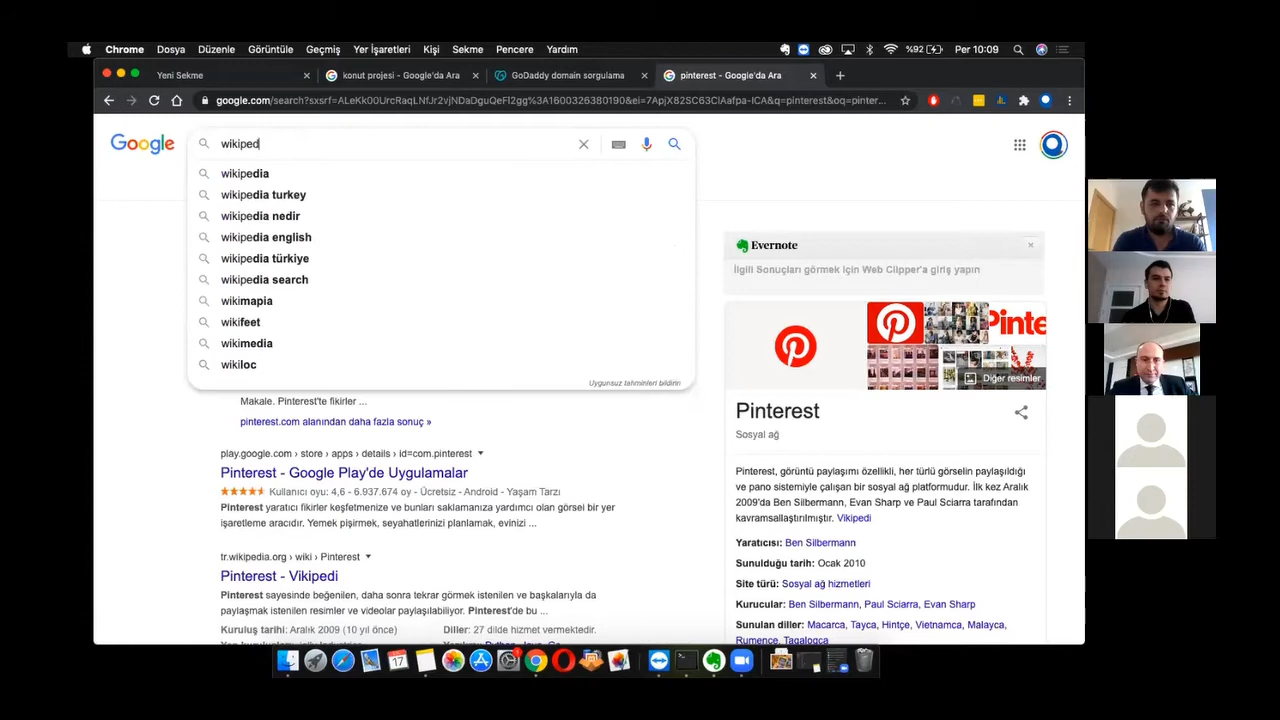 Chrome Dosya Düzenle Görüntüle Geçmiş Yer İşaretleri Kişi Sekme Pencere Yardım %92 Per 10:09
Yeni Sekme konut projesi - Google'da Ara GoDaddy domain sorgulama pinterest - Google'da Ara
google.com/search?sxsrf=ALeKk00UrcRaqLNfJr2vjNDaDguQeFl2gg%3A1600326380190&ei=7ApjX82SC63ClAafpa-ICA&q=pinterest&oq=pinter...
Google
wikiped
wikipedia
wikipedia turkey
wikipedia nedir
wikipedia english
wikipedia türkiye
wikipedia search
wikimapia
wikifeet
wikimedia
wikiloc
Uygunsuz tahminleri bildirin
Makale. Pinterest'te fikirler ...
pinterest.com alanından daha fazla sonuç »
play.google.com › store › apps › details › id=com.pinterest
Pinterest - Google Play'de Uygulamalar
Kullanıcı oyu: 4,6 - 6.937.674 oy - Ücretsiz - Android - Yaşam Tarzı
Pinterest yaratıcı fikirler keşfetmenize ve bunları saklamanıza yardımcı olan görsel bir yer
işaretleme aracıdır. Yemek pişirmek, seyahatlerinizi planlamak, evinizi ...
tr.wikipedia.org › wiki › Pinterest
Pinterest - Vikipedi
Pinterest sayesinde beğenilen, daha sonra tekrar görmek istenilen ve başkalarıyla da
paylaşmak istenilen resimler ve videolar paylaşılabiliyor. Pinterest'de bu ...
Kuruluş tarihi: Aralık 2009 (10 yıl önce) Diller: 27 dilde hizmet vermektedir.
Evernote
İlgili Sonuçları görmek için Web Clipper'a giriş yapın
Pinte
Diğer resimler
Pinterest
Sosyal ağ
Pinterest, görüntü paylaşımı özellikli, her türlü görselin paylaşıldığı
ve pano sistemiyle çalışan bir sosyal ağ platformudur. İlk kez Aralık
2009'da Ben Silbermann, Evan Sharp ve Paul Sciarra tarafından
kavramsallaştırılmıştır. Vikipedi
Yaratıcısı: Ben Silbermann
Sunulduğu tarih: Ocak 2010
Site türü: Sosyal ağ hizmetleri
Kurucular: Ben Silbermann, Paul Sciarra, Evan Sharp
Sunulan diller: Macarca, Tayca, Hintçe, Vietnamca, Malayca,
Rumence, Tagalogca
17